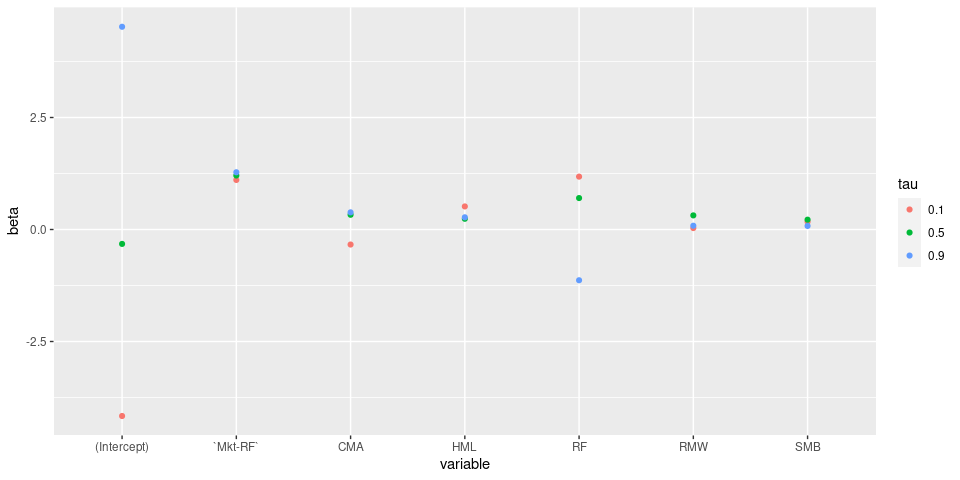 beta
2.5
0.0
-2.5
(Intercept)
`Mkt-RF`
CMA
HML
RF
RMW
SMB
variable
tau
0.1
0.5
0.9